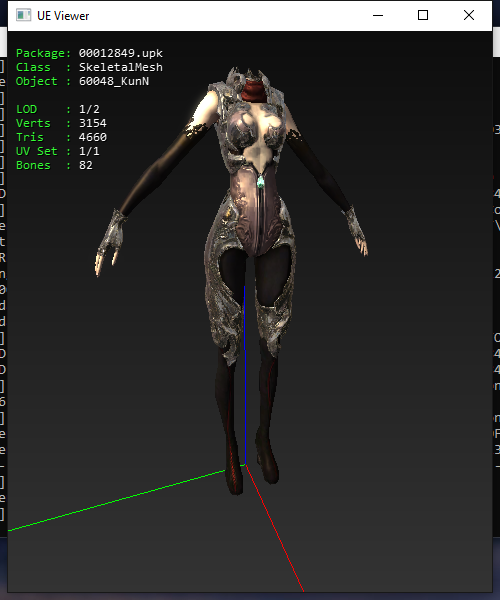 UE Viewer
Package: 00012849.upk
Class : SkeletalMesh
Object : 60048_KunN
LOD : 1/2
Verts : 3154
Tris : 4660
UV Set : 1/1
Bones : 82